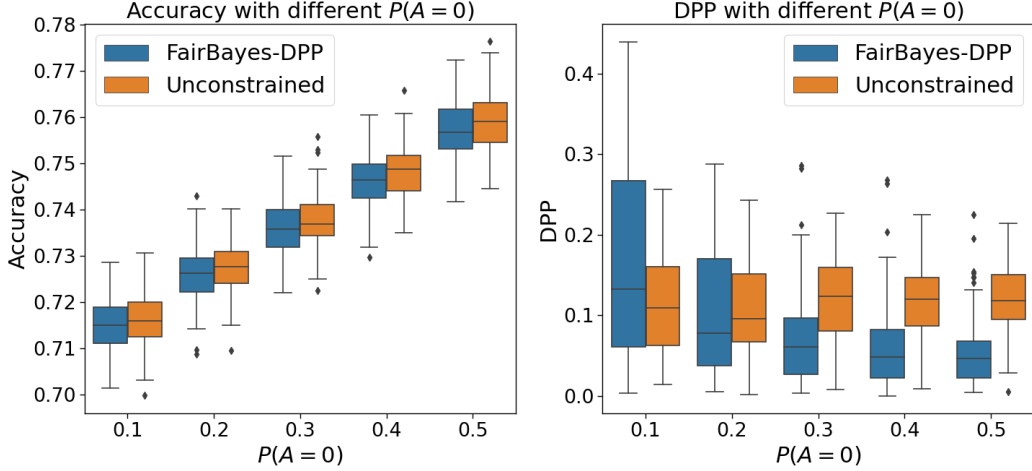 Accuracy with different P(A = 0)
0.78
0.77
0.76
0.75
0.74
0.73
0.72
0.71
0.70
Accuracy
FairBayes-DPP
Unconstrained
0.1 0.2 0.3 0.4 0.5
P(A = 0)
DPP with different P(A = 0)
0.4
0.3
0.2
0.1
0.0
DPP
FairBayes-DPP
Unconstrained
0.1 0.2 0.3 0.4 0.5
P(A = 0)